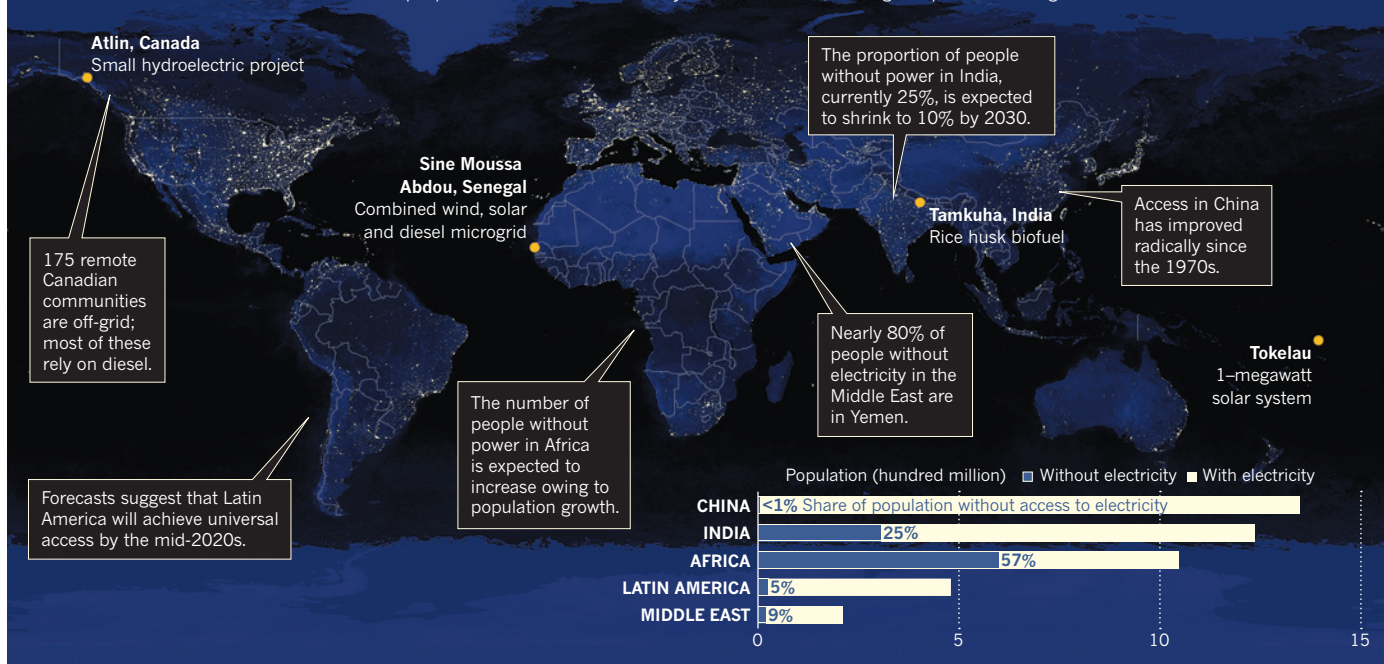 Atlin, Canada
Small hydroelectric project
175 remote
Canadian
communities
are off-grid;
most of these
rely on diesel.
Forecasts suggest that Latin
America will achieve universal
access by the mid-2020s.
Sine Moussa
Abdou, Senegal
Combined wind, solar
and diesel microgrid
The number of
people without
power in Africa
is expected to
increase owing to
population growth.
The proportion of people
without power in India,
currently 25%, is expected
to shrink to 10% by 2030.
Tamkuha, India
Rice husk biofuel
Access in China
has improved
radically since
the 1970s.
Nearly 80% of
people without
electricity in the
Middle East are
in Yemen.
Tokelau
1–megawatt
solar system
Population (hundred million) Without electricity With electricity
CHINA <1% Share of population without access to electricity
INDIA 25%
AFRICA 57%
LATIN AMERICA 5%
MIDDLE EAST 9%
0 5 10 15